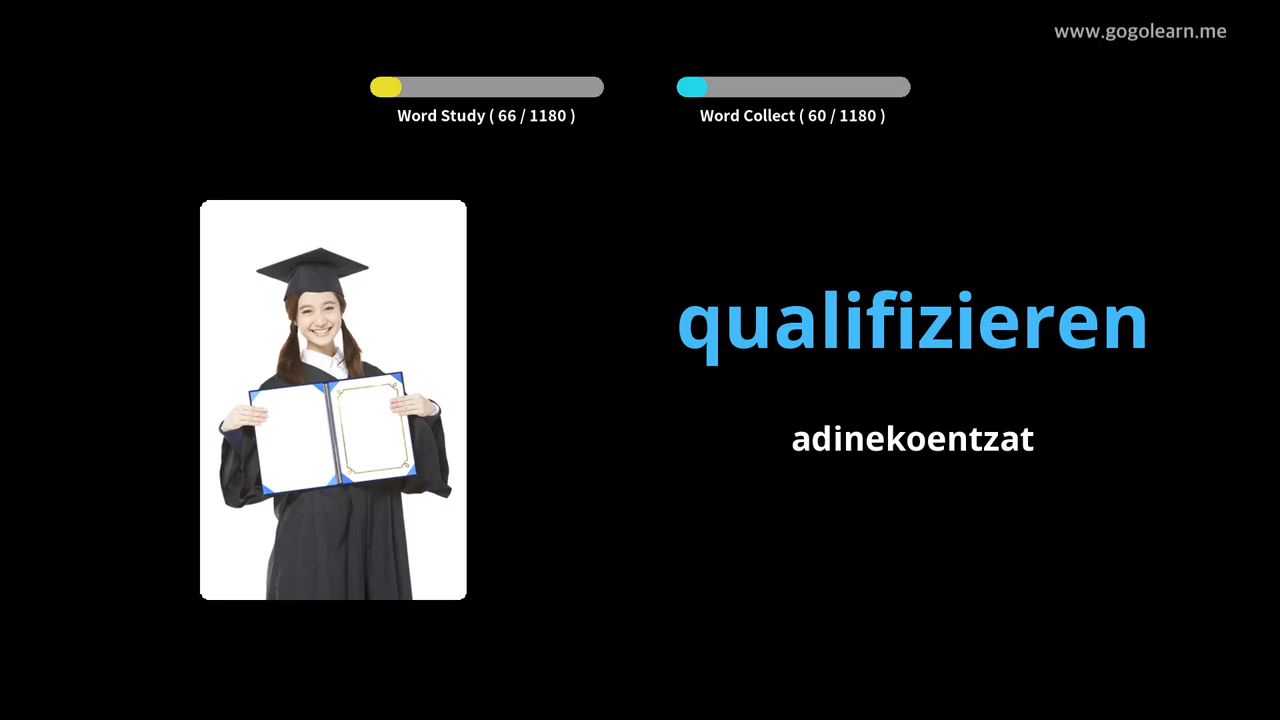 www.gogolearn.me
Word Study ( 66 / 1180 )
Word Collect ( 60 / 1180 )
qualifizieren
adinekoentzat